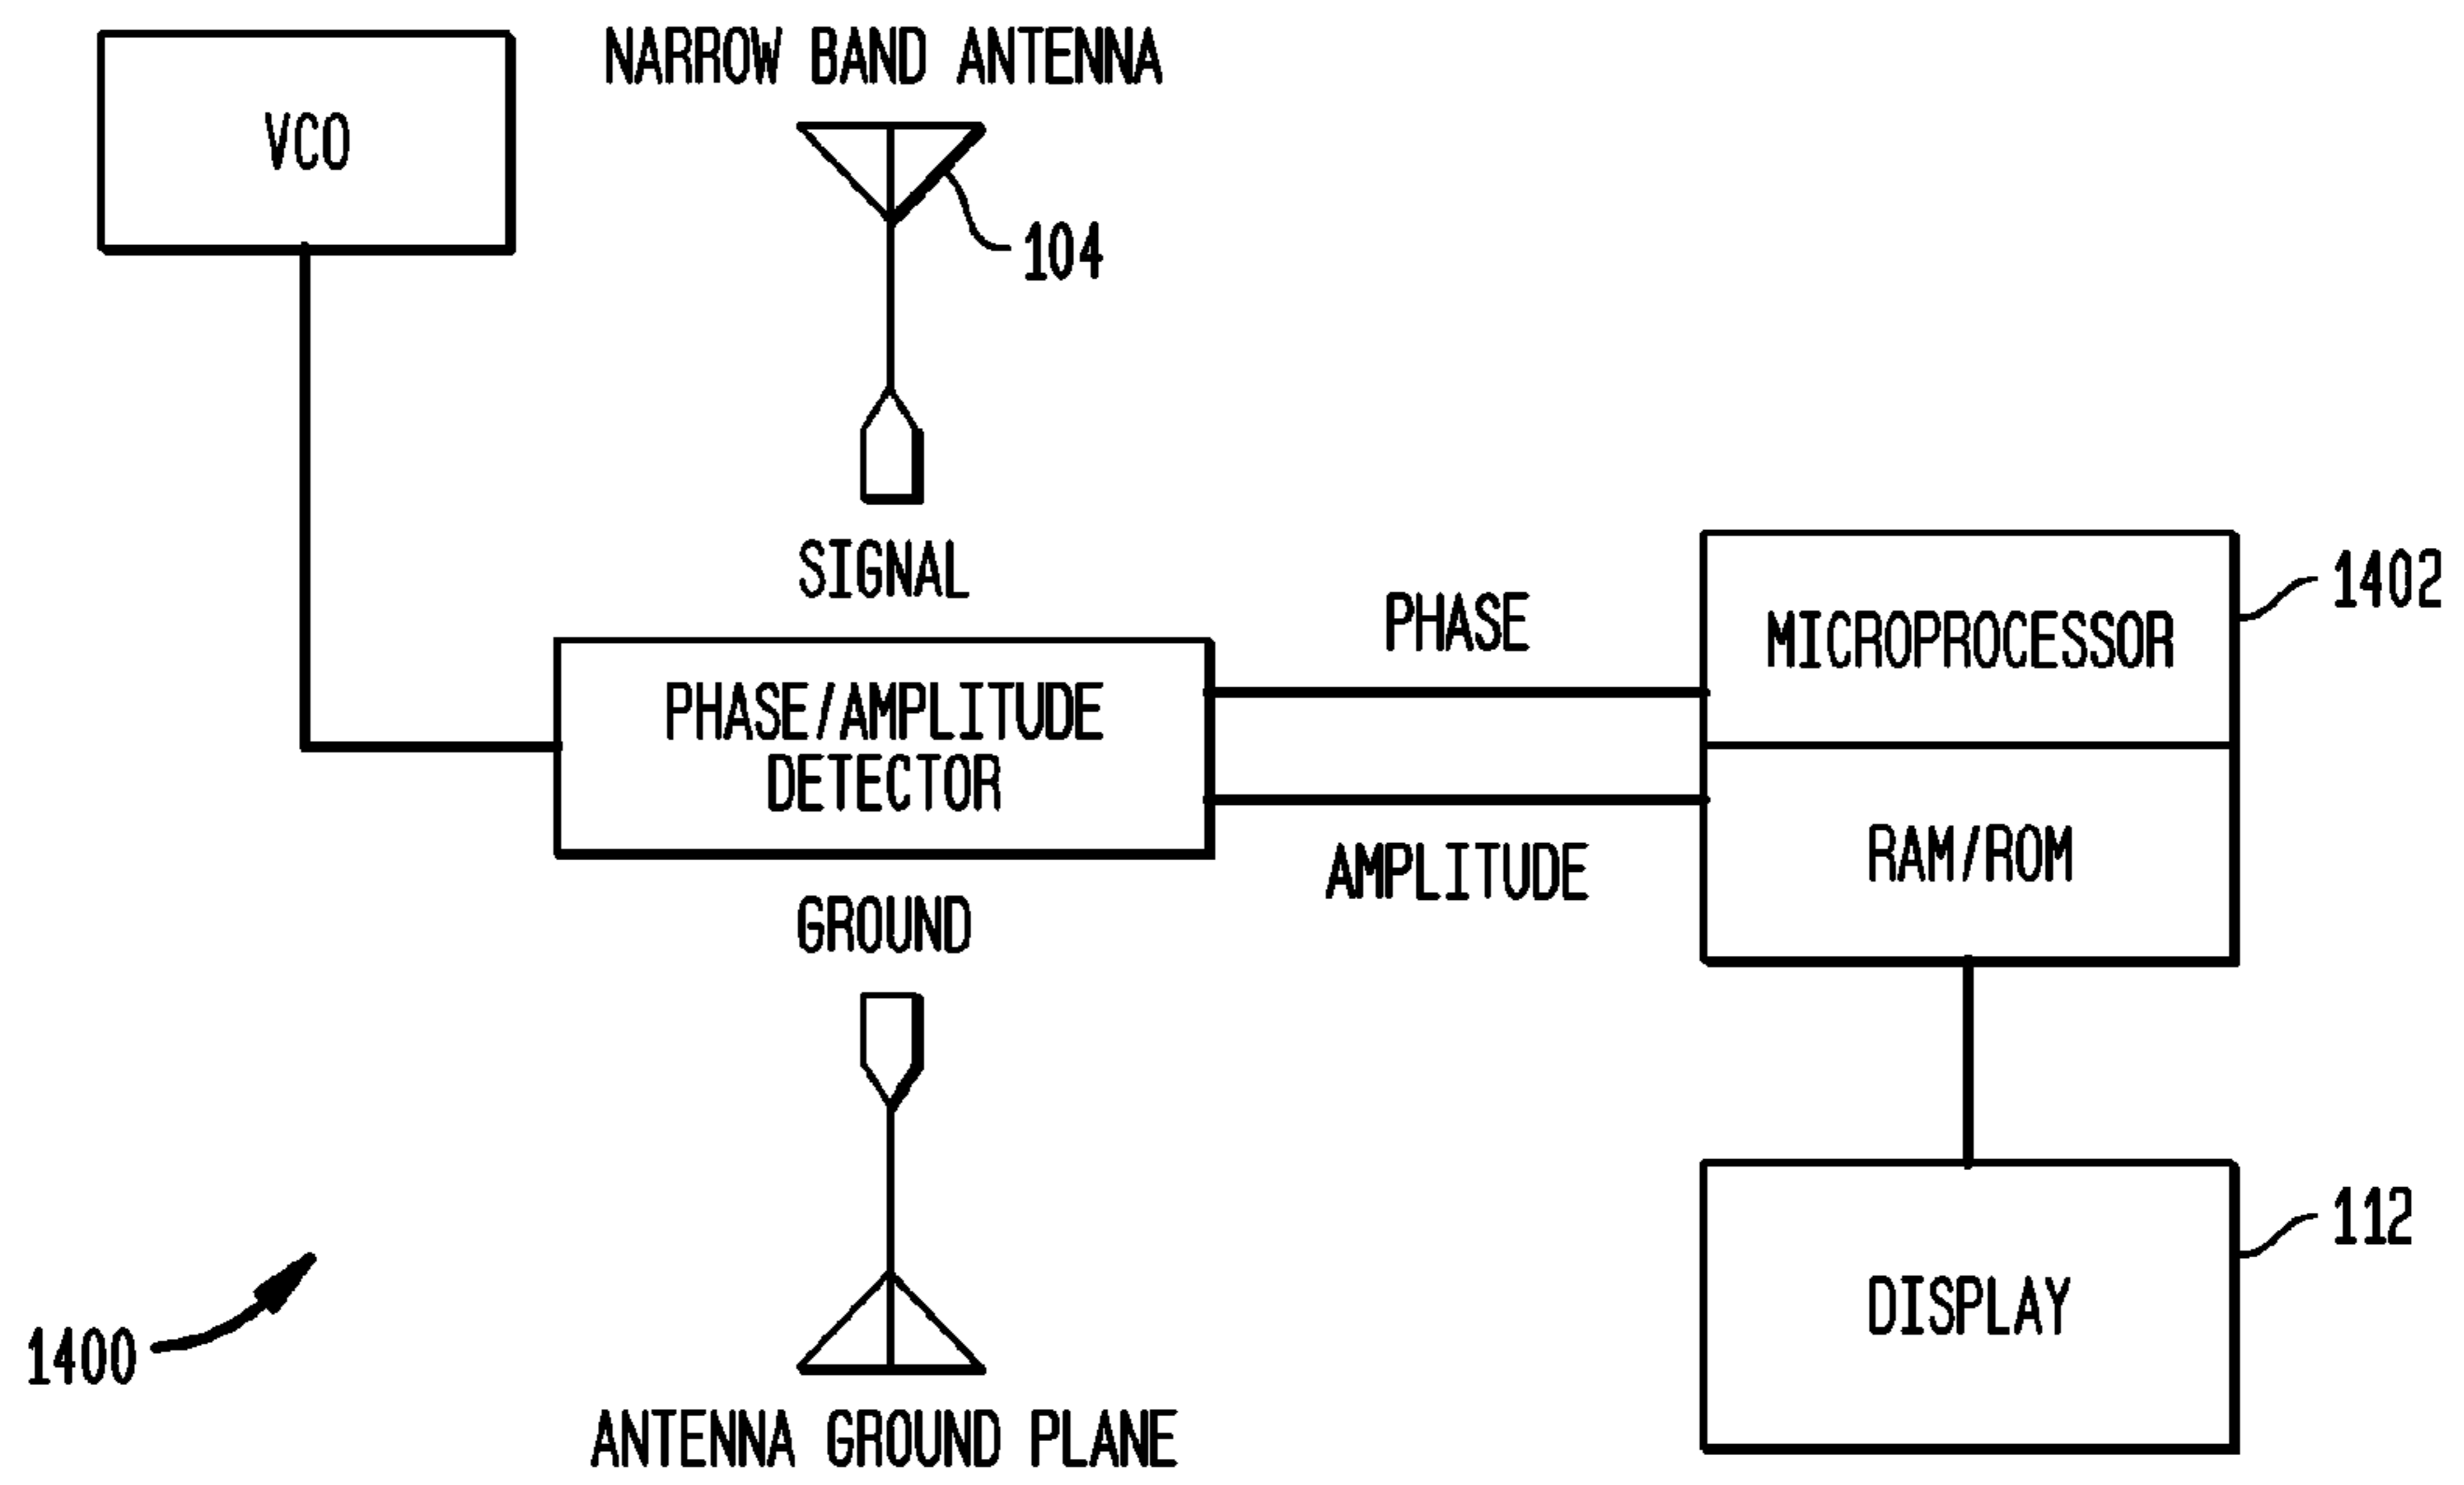 NARROW BAND ANTENNA
VCO
104
SIGNAL
PHASE
1402
MICROPROCESSOR
PHASE/AMPLITUDE
DETECTOR
RAM/ROM
AMPLITUDE
GROUND
112
DISPLAY
1400
ANTENNA GROUND PLANE